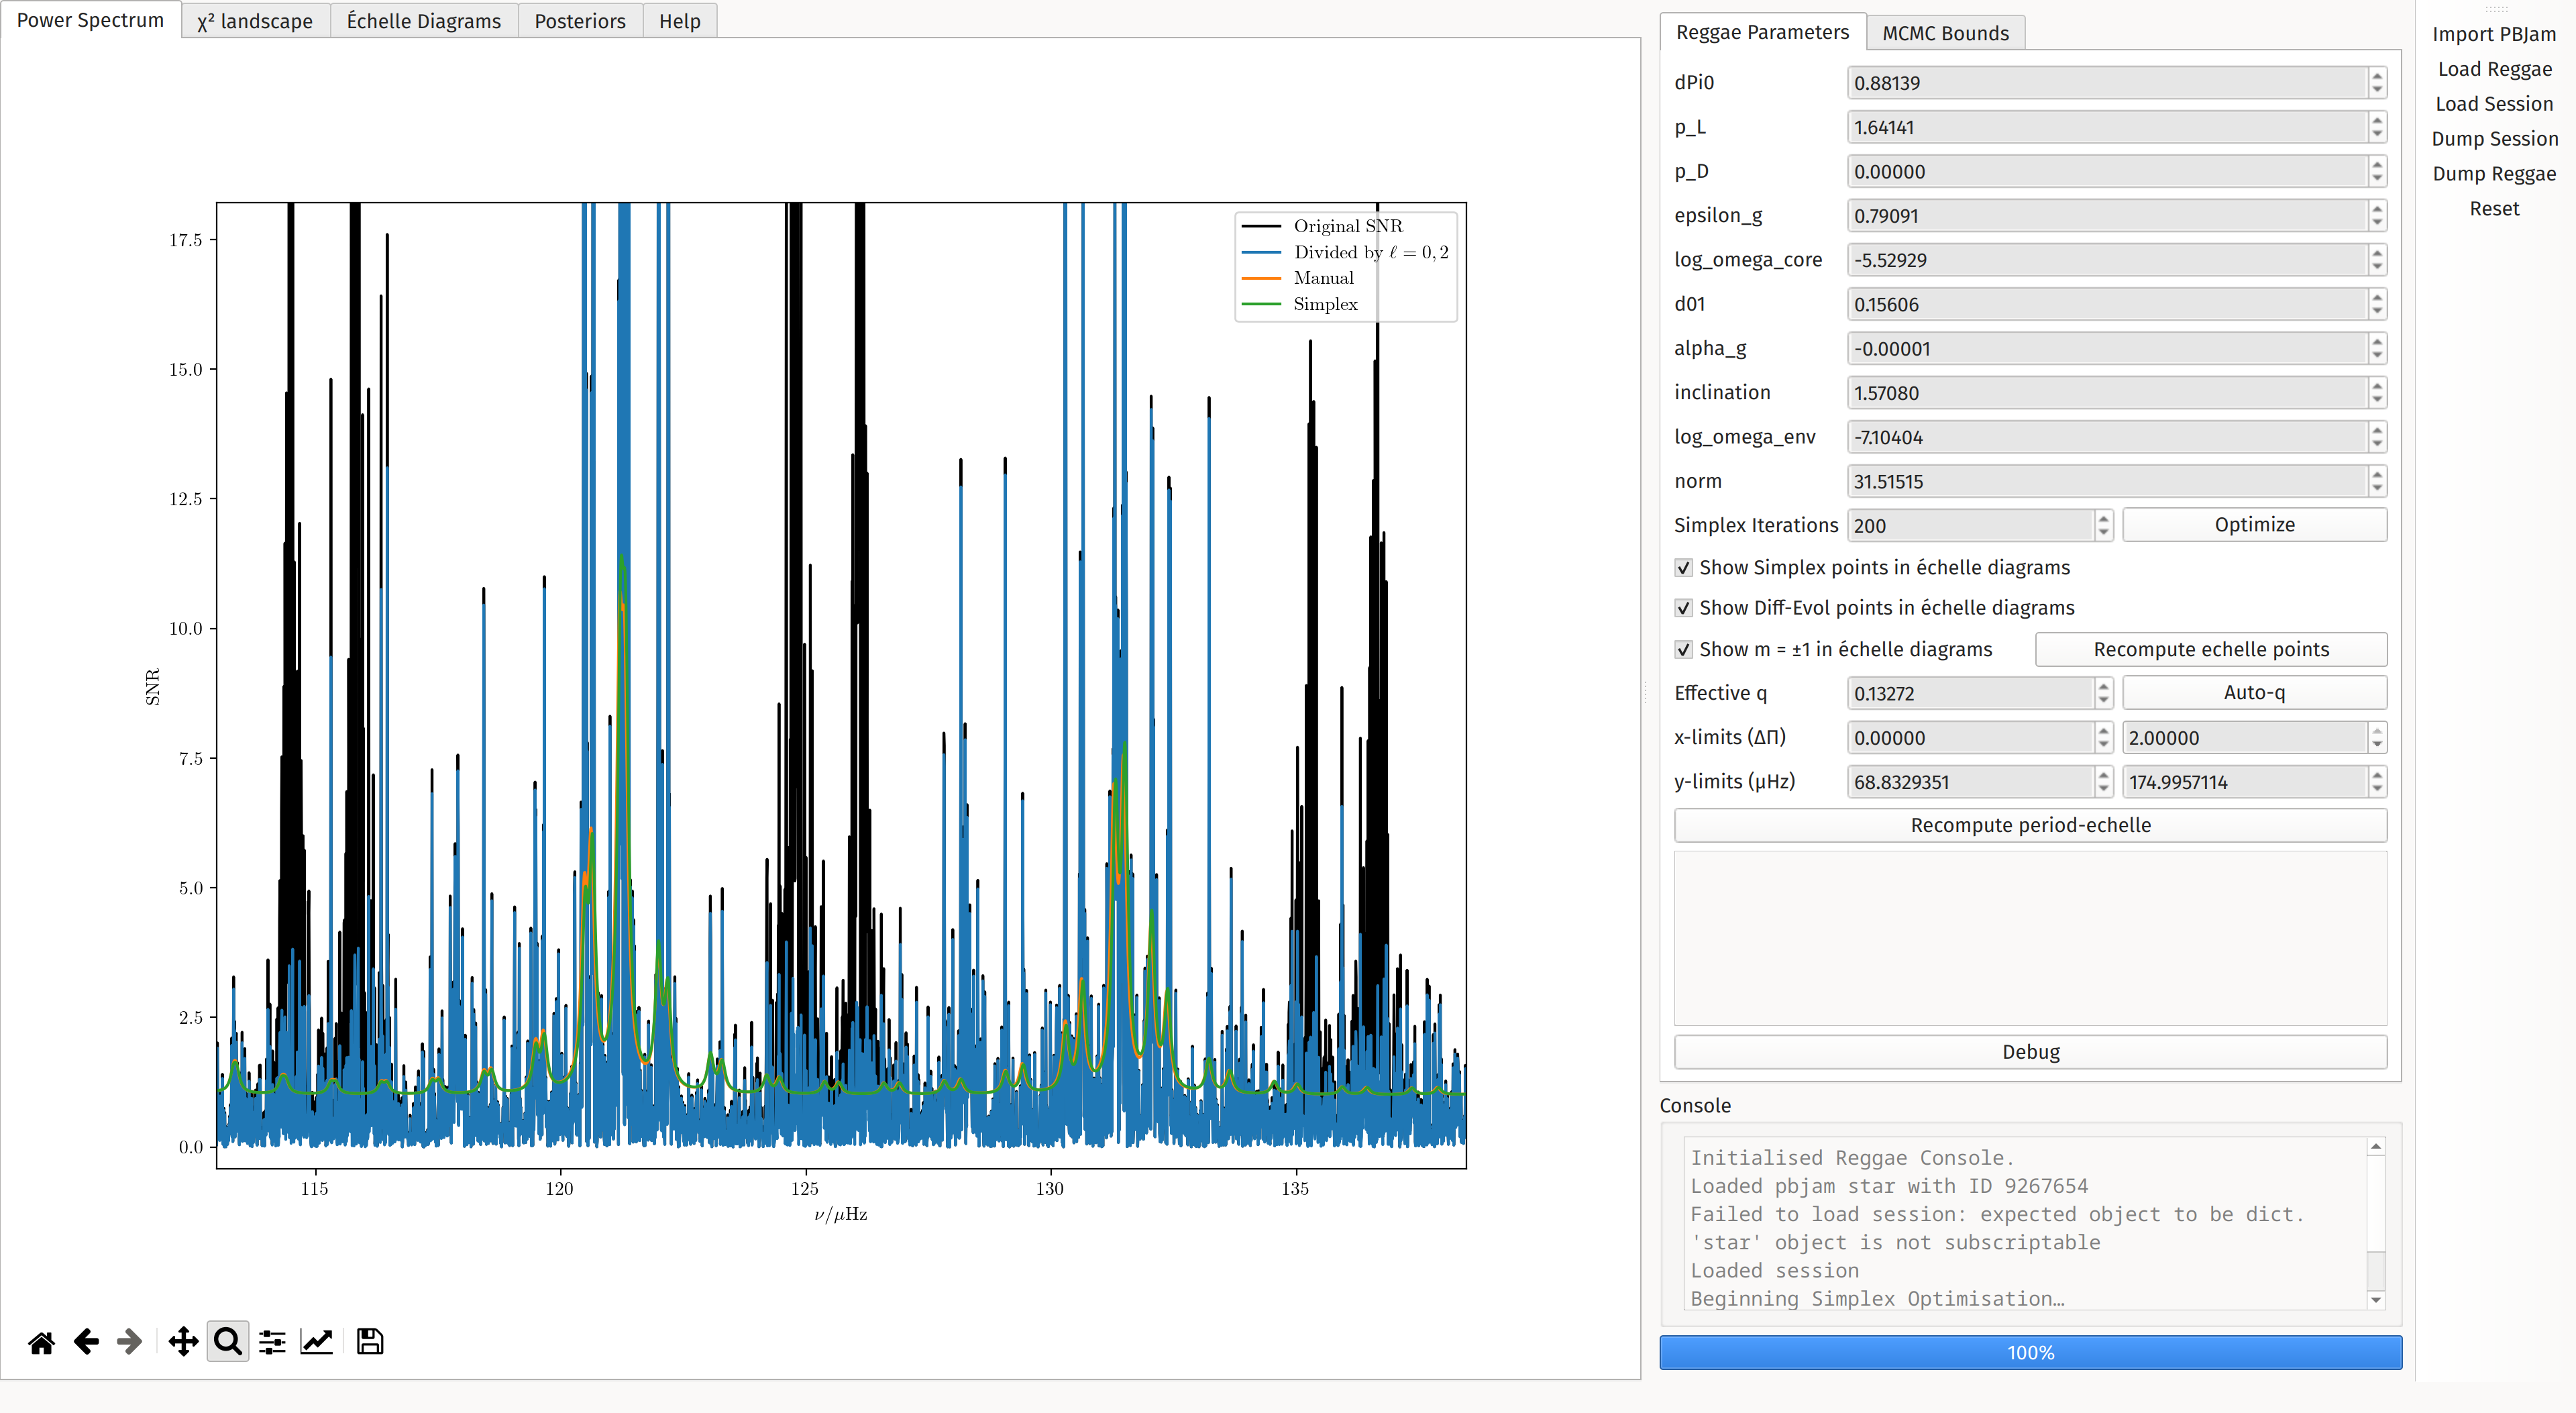 Power Spectrum
χ² landscape
Échelle Diagrams
Posteriors
Help
17.5
15.0
12.5
10.0
7.5
5.0
2.5
0.0
SNR
115
120
125
130
135
ν/μHz
Original SNR
Divided by ℓ = 0, 2
Manual
Simplex
Reggae Parameters
MCMC Bounds
dPi0 0.88139
p_L 1.64141
p_D 0.00000
epsilon_g 0.79091
log_omega_core -5.52929
d01 0.15606
alpha_g -0.00001
inclination 1.57080
log_omega_env -7.10404
norm 31.51515
Simplex Iterations 200 Optimize
Show Simplex points in échelle diagrams
Show Diff-Evol points in échelle diagrams
Show m = ±1 in échelle diagrams Recompute echelle points
Effective q 0.13272 Auto-q
x-limits (ΔΠ) 0.00000 2.00000
y-limits (μHz) 68.8329351 174.9957114
Recompute period-echelle
Debug
Console
Initialised Reggae Console.
Loaded pbjam star with ID 9267654
Failed to load session: expected object to be dict.
'star' object is not subscriptable
Loaded session
Beginning Simplex Optimisation…
100%
Import PBJam
Load Reggae
Load Session
Dump Session
Dump Reggae
Reset